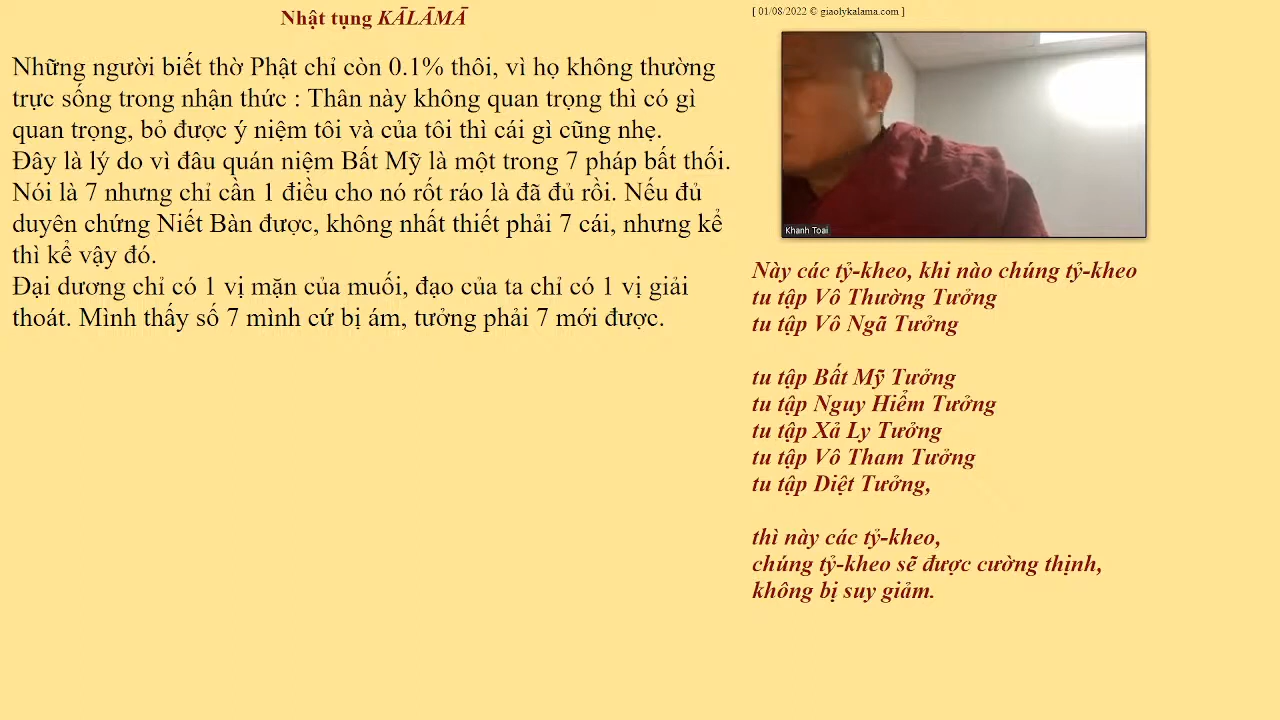 Nhật tụng KĀLĀMĀ
Những người biết thờ Phật chỉ còn 0.1% thôi, vì họ không thường
trực sống trong nhận thức : Thân này không quan trọng thì có gì
quan trọng, bỏ được ý niệm tôi và của tôi thì cái gì cũng nhẹ.
Đây là lý do vì đâu quán niệm Bất Mỹ là một trong 7 pháp bất thối.
Nói là 7 nhưng chỉ cần 1 điều cho nó rốt ráo là đã đủ rồi. Nếu đủ
duyên chứng Niết Bàn được, không nhất thiết phải 7 cái, nhưng kể
thì kể vậy đó.
Đại dương chỉ có 1 vị mặn của muối, đạo của ta chỉ có 1 vị giải
thoát. Mình thấy số 7 mình cứ bị ám, tưởng phải 7 mới được.
[ 01/08/2022 © giaolykalama.com ]
Khanh Toai
Này các tỷ-kheo, khi nào chúng tỷ-kheo
tu tập Vô Thường Tưởng
tu tập Vô Ngã Tưởng
tu tập Bất Mỹ Tưởng
tu tập Nguy Hiểm Tưởng
tu tập Xả Ly Tưởng
tu tập Vô Tham Tưởng
tu tập Diệt Tưởng,
thì này các tỷ-kheo,
chúng tỷ-kheo sẽ được cường thịnh,
không bị suy giảm.